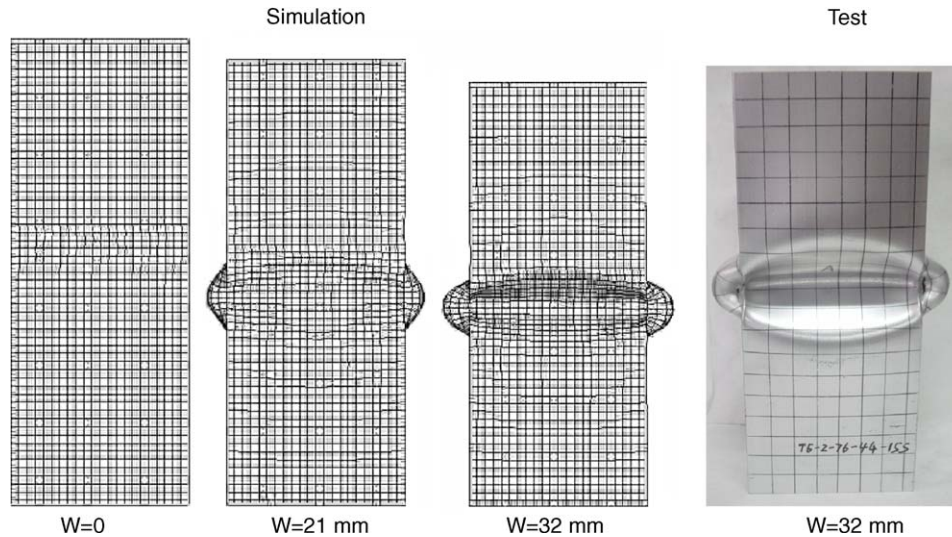 Simulation
Test
T6-2-76-44-155
W=0
W=21 mm
W=32 mm
W=32 mm